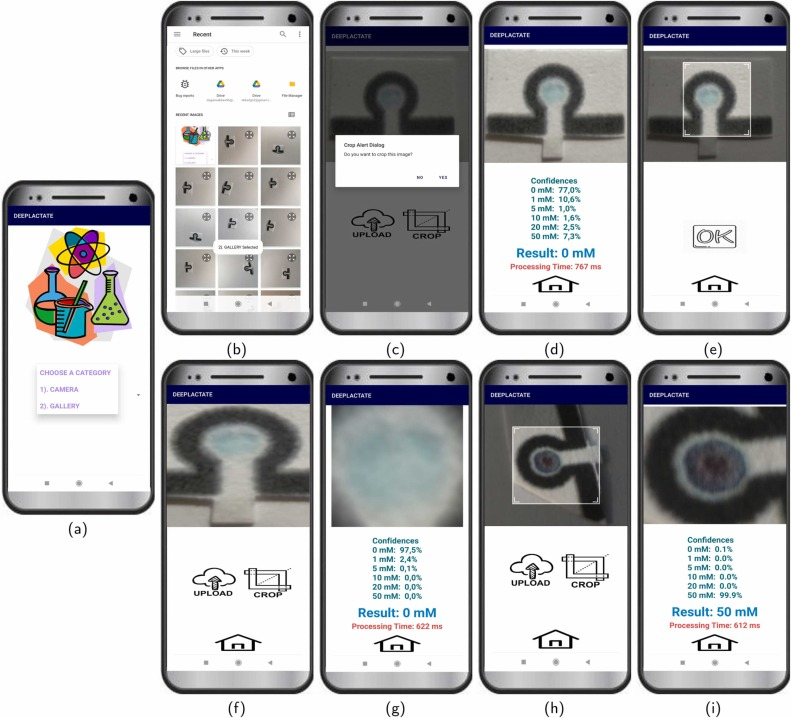 DEEPLACTATE
CHOOSE A CATEGORY
1). CAMERA
2). GALLERY
(a)
Recent
Large files
This week
BROWSE FILES IN OTHER APPS
Bug reports
Drive
Drive
File Manager
RECENT IMAGES
2). GALLERY Selected
(b)
DEEPLACTATE
Crop Alert Dialog
Do you want to crop this image?
NO YES
UPLOAD CROP
(c)
DEEPLACTATE
Confidences
0 mM: 77,0%
1 mM: 10,6%
5 mM: 1,0%
10 mM: 1,6%
20 mM: 2,5%
50 mM: 7,3%
Result: 0 mM
Processing Time: 767 ms
(d)
DEEPLACTATE
OK
(e)
DEEPLACTATE
UPLOAD CROP
(f)
DEEPLACTATE
Confidences
0 mM: 97,5%
1 mM: 2,4%
5 mM: 0,1%
10 mM: 0,0%
20 mM: 0,0%
50 mM: 0,0%
Result: 0 mM
Processing Time: 622 ms
(g)
DEEPLACTATE
UPLOAD CROP
(h)
DEEPLACTATE
Confidences
0 mM: 0.1%
1 mM: 0.0%
5 mM: 0.0%
10 mM: 0.0%
20 mM: 0.0%
50 mM: 99.9%
Result: 50 mM
Processing Time: 612 ms
(i)